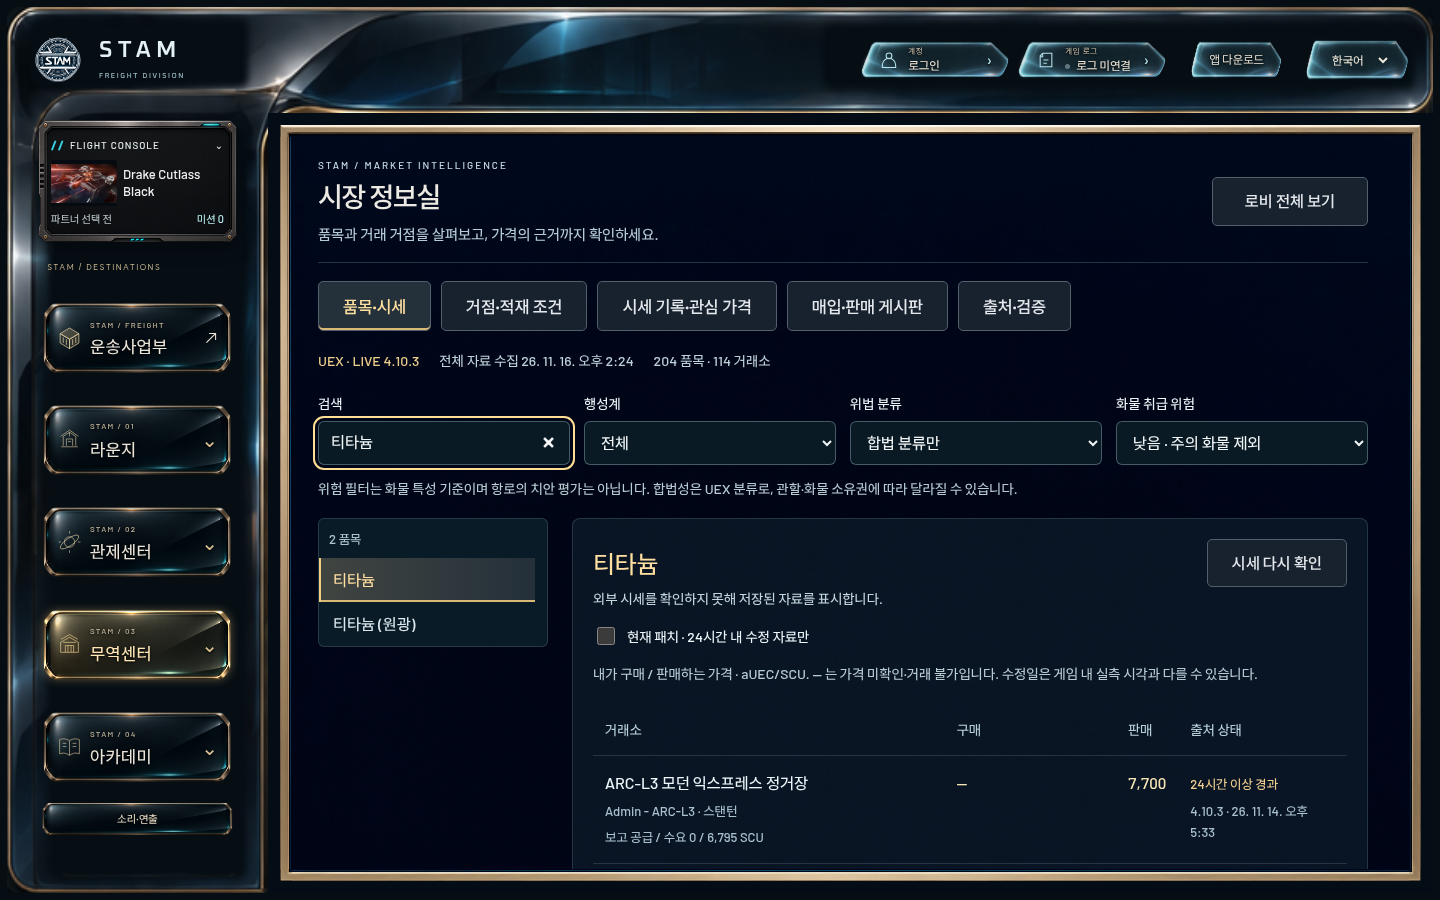 STAM
STAM
FREIGHT DIVISION
계정
로그인
게임 로그
로그 미연결
앱 다운로드
한국어
// FLIGHT CONSOLE
Drake Cutlass
Black
파트너 선택 전
미션 0
STAM / DESTINATIONS
STAM / FREIGHT
운송사업부
STAM / 01
라운지
STAM / 02
관제센터
STAM / 03
무역센터
STAM / 04
아카데미
소리·연출
STAM / MARKET INTELLIGENCE
시장 정보실
품목과 거래 거점을 살펴보고, 가격의 근거까지 확인하세요.
로비 전체 보기
품목·시세
거점·적재 조건
시세 기록·관심 가격
매입·판매 게시판
출처·검증
UEX · LIVE 4.10.3
전체 자료 수집 26. 11. 16. 오후 2:24
204 품목 · 114 거래소
검색
행성계
위법 분류
화물 취급 위험
티타늄
전체
합법 분류만
낮음 · 주의 화물 제외
위험 필터는 화물 특성 기준이며 항로의 치안 평가는 아닙니다. 합법성은 UEX 분류로, 관할·화물 소유권에 따라 달라질 수 있습니다.
2 품목
티타늄
티타늄 (원광)
티타늄
시세 다시 확인
외부 시세를 확인하지 못해 저장된 자료를 표시합니다.
현재 패치 · 24시간 내 수정 자료만
내가 구매 / 판매하는 가격 · aUEC/SCU. — 는 가격 미확인·거래 불가입니다. 수정일은 게임 내 실측 시각과 다를 수 있습니다.
거래소
구매
판매
출처 상태
ARC-L3 모던 익스프레스 정거장
—
7,700
24시간 이상 경과
Admin - ARC-L3 · 스탠턴
4.10.3 · 26. 11. 14. 오후
5:33
보고 공급 / 수요 0 / 6,795 SCU